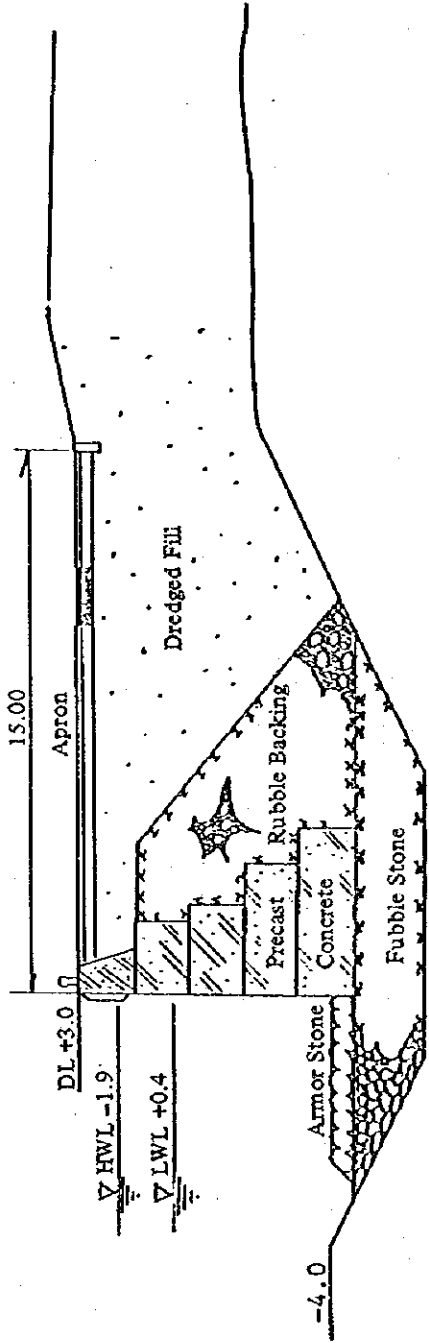 15.00
Apron
DL +3.0
▽ HWL -1.9
▽ LWL +0.4
Dredged Fill
Rubble Backing
Precast
Concrete
Armor Stone
Fubble Stone
-4.0